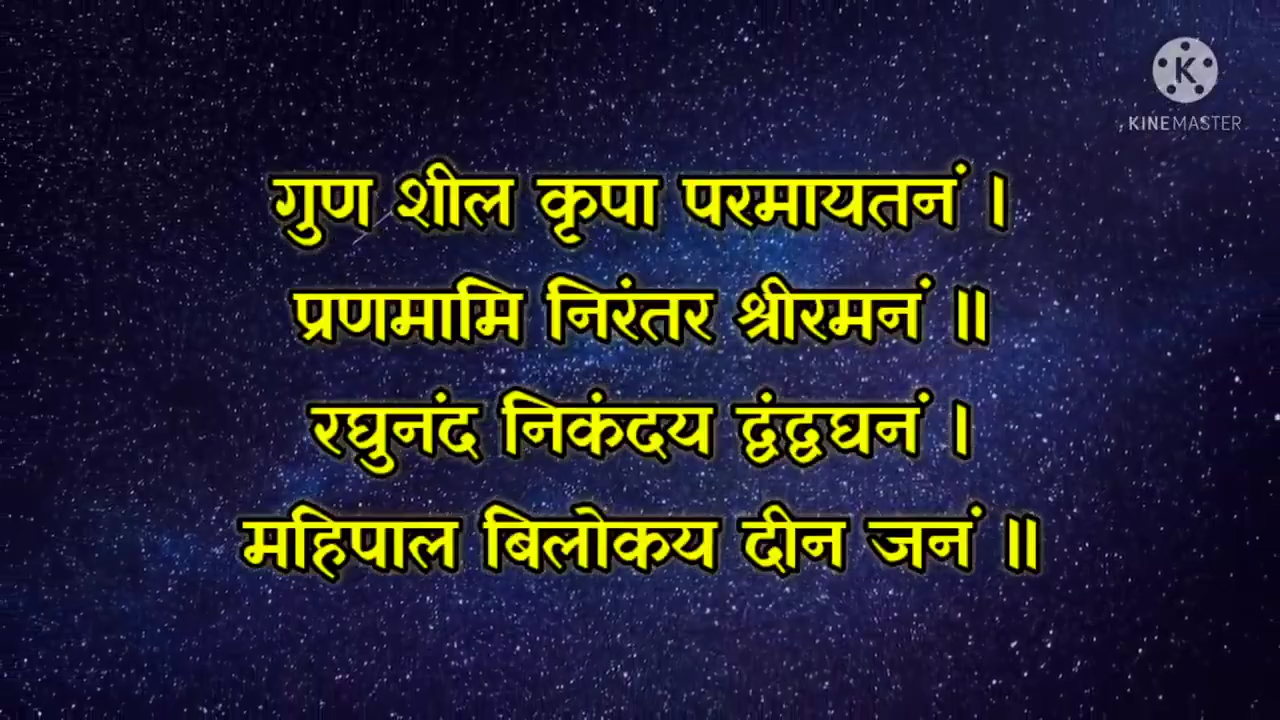 KINEMASTER
गुण शील कृपा परमायतनं ।
प्रणमामि निरंतर श्रीरमनं ॥
रघुनंद निकंदय द्वंद्वघनं ।
महिपाल बिलोकय दीन जनं ॥